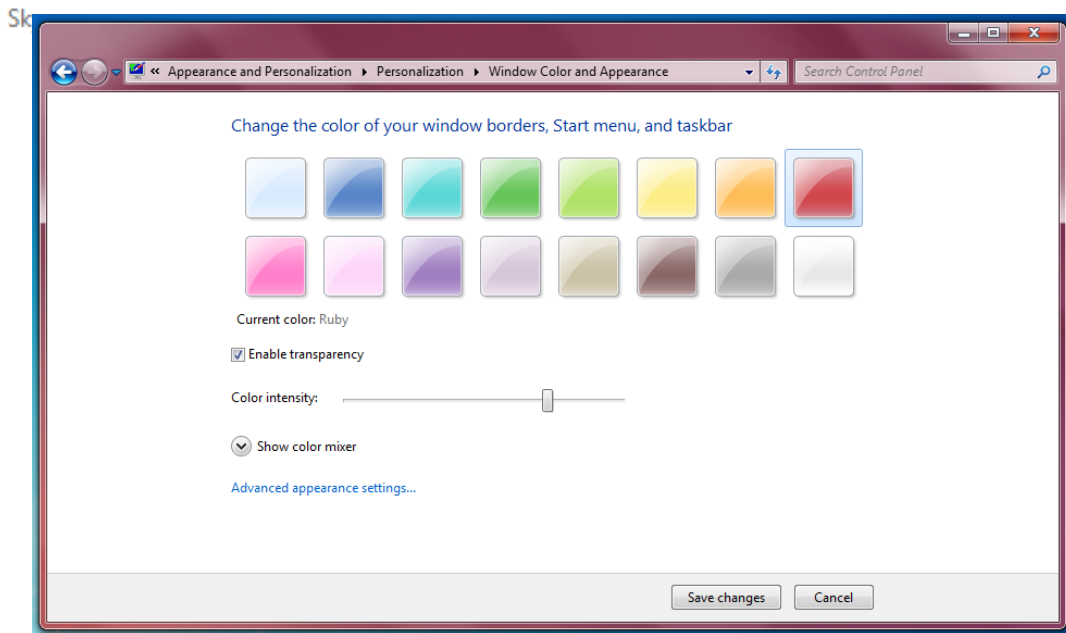 Sk
« Appearance and Personalization ▸ Personalization ▸ Window Color and Appearance
Search Control Panel
Change the color of your window borders, Start menu, and taskbar
Current color: Ruby
Enable transparency
Color intensity:
Show color mixer
Advanced appearance settings...
Save changes
Cancel